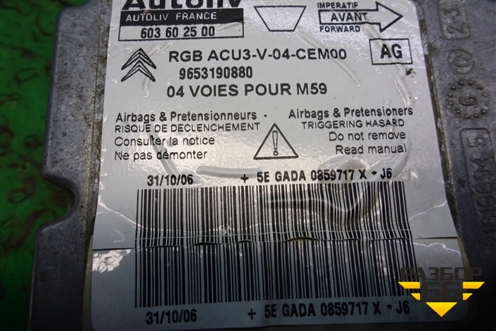 Autoliv
AUTOLIV FRANCE
603 60 25 00
IMPERATIF
AVANT
FORWARD
RGB ACU3-V-04-CEM00
AG
9653190880
04 VOIES POUR M59
Airbags & Pretensionneurs
RISQUE DE DECLENCHEMENT
Consulter la notice
Ne pas démonter
Airbags & Pretensioners
TRIGGERING HASARD
Do not remove
Read manual
31/10/06 + 5E GADA 0859717 X * J6
31/10/06 + 5E GADA 0859717 X * J6
РАЗБОР